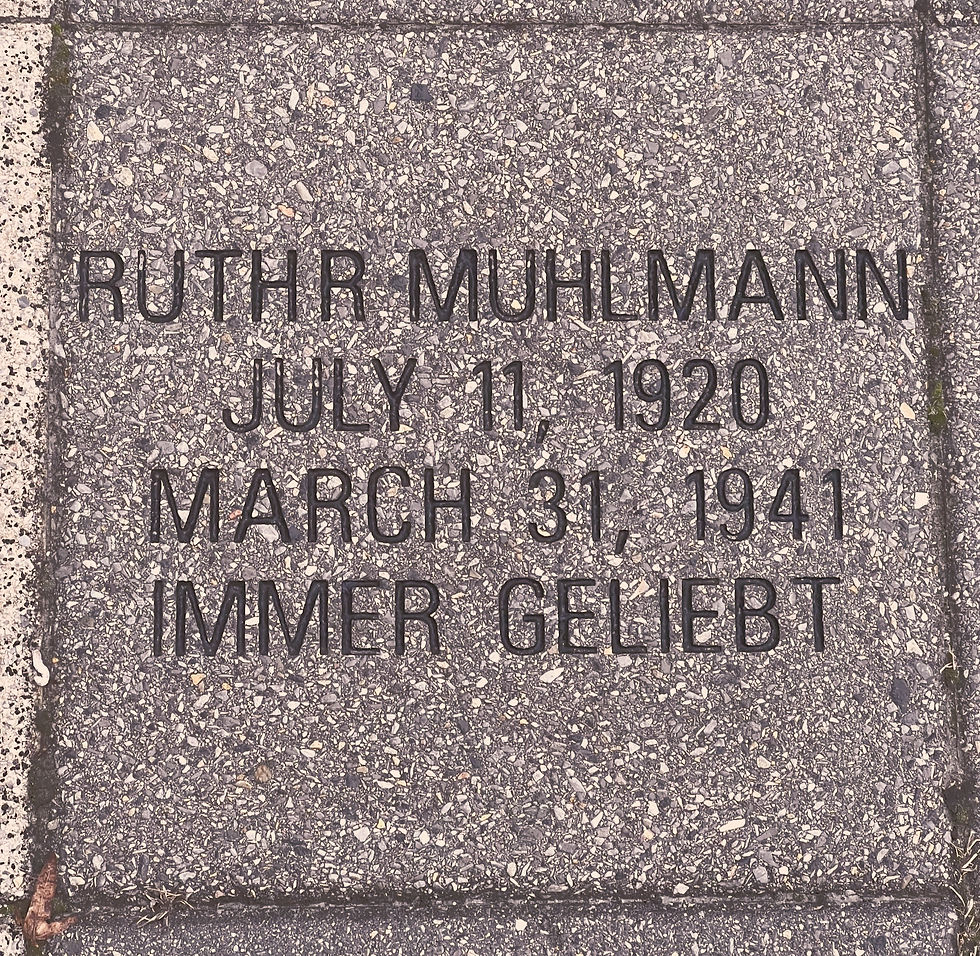 RUTH R MUHLMANN
JULY 11, 1920
MARCH 31, 1941
IMMER GELIEBT